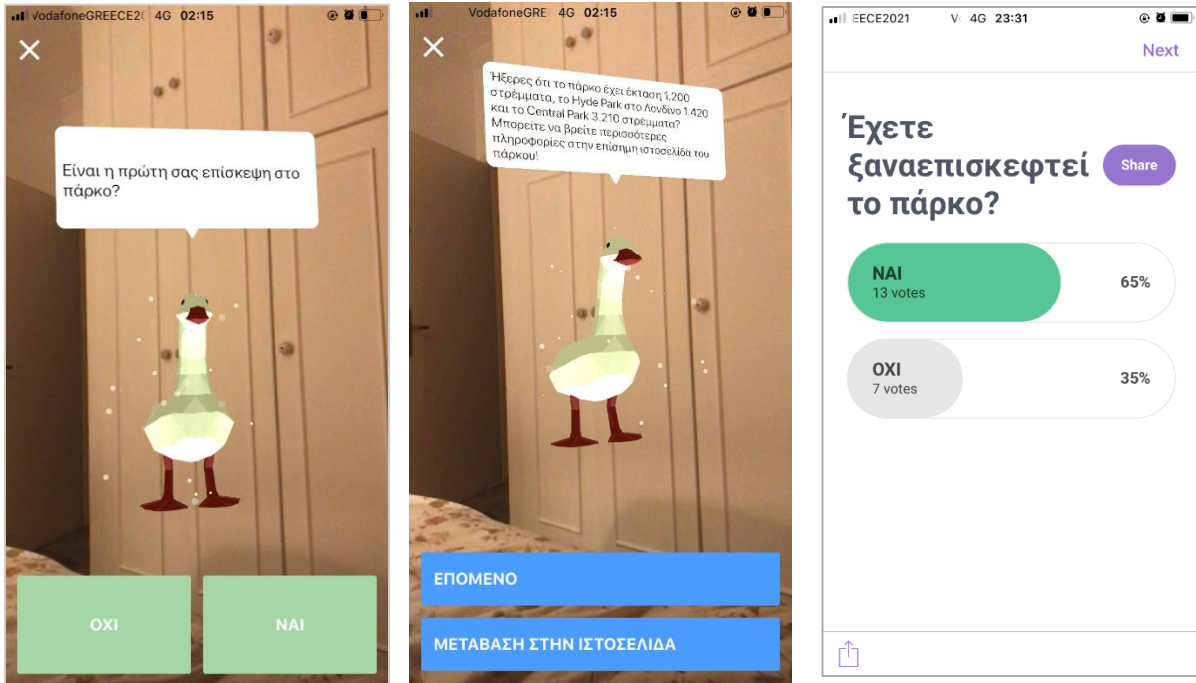 VodafoneGREECE2( 4G 02:15
Είναι η πρώτη σας επίσκεψη στο
πάρκο?
ΟΧΙ
ΝΑΙ
VodafoneGRE 4G 02:15
Ήξερες ότι το πάρκο έχει έκταση 1.200
στρέμματα, το Hyde Park στο Λονδίνο 1.420
και το Central Park 3.210 στρέμματα?
Μπορείτε να βρείτε περισσότερες
πληροφορίες στην επίσημη ιστοσελίδα του
πάρκου!
ΕΠΟΜΕΝΟ
ΜΕΤΑΒΑΣΗ ΣΤΗΝ ΙΣΤΟΣΕΛΙΔΑ
EECE2021 V 4G 23:31
Next
Έχετε
ξαναεπισκεφτεί
το πάρκο?
Share
ΝΑΙ
13 votes
65%
ΟΧΙ
7 votes
35%